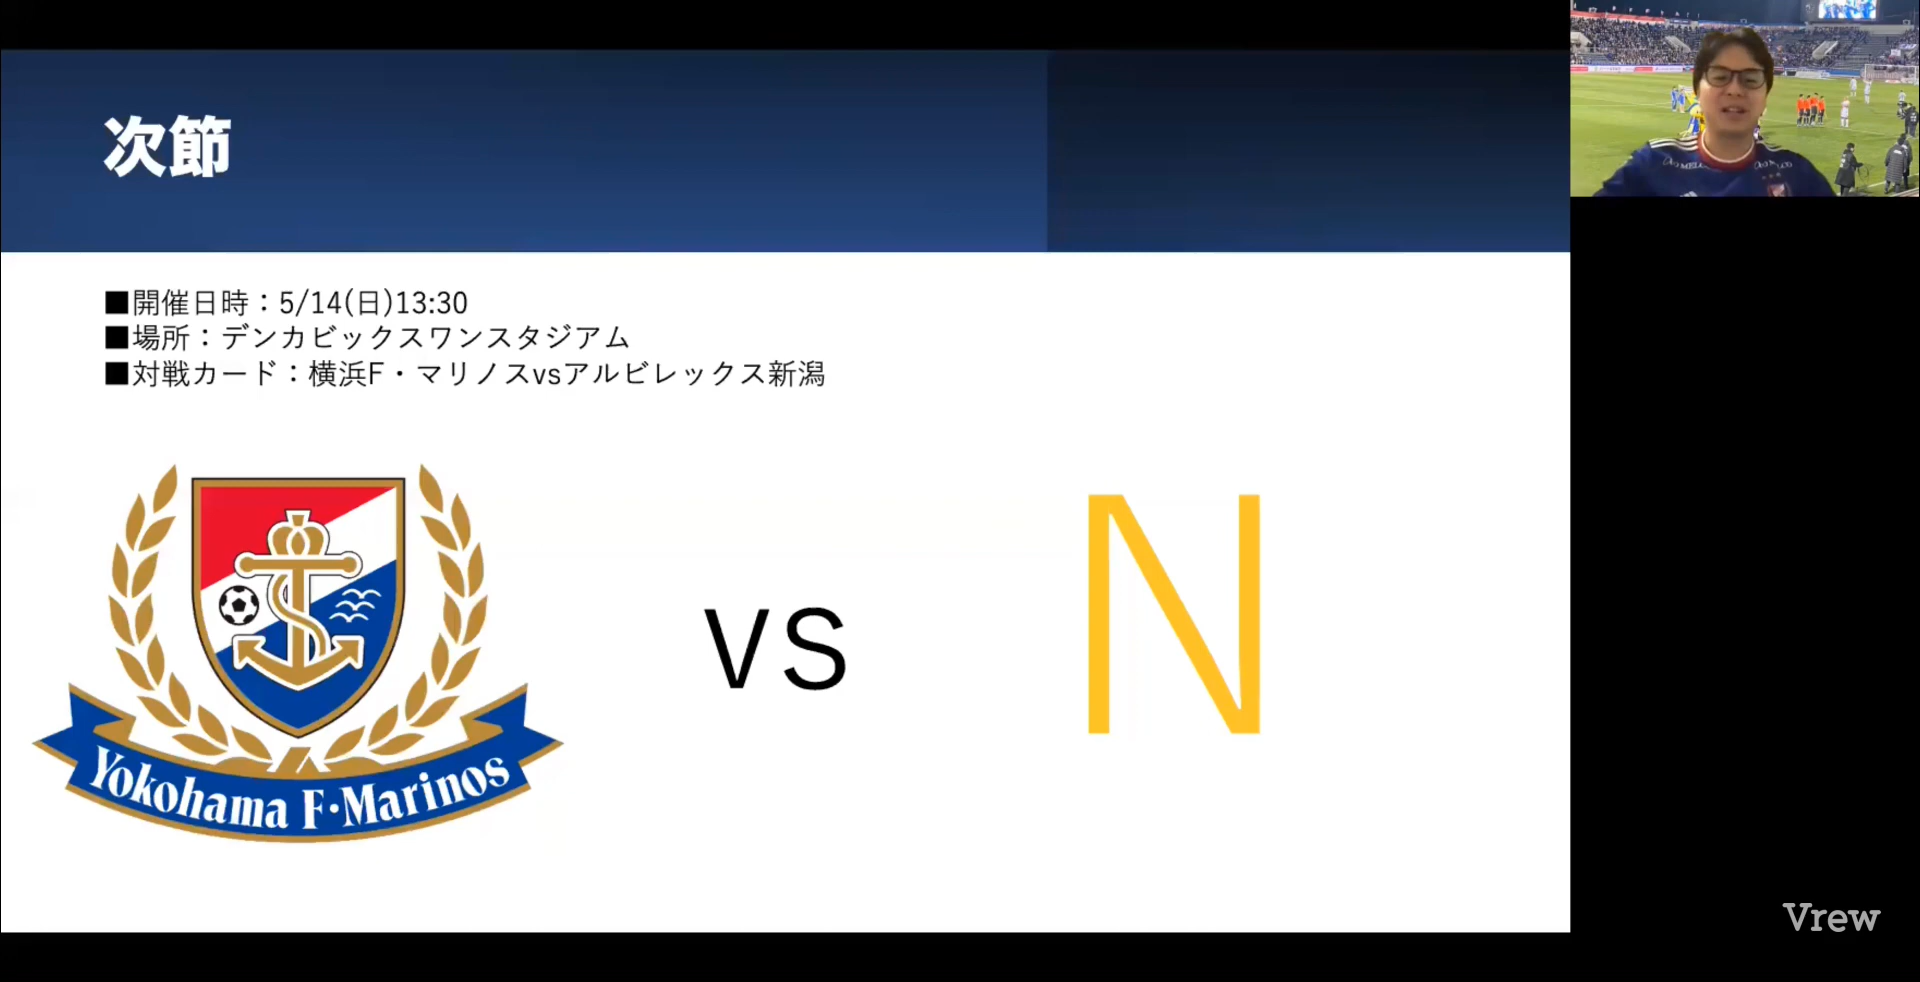 次節
■開催日時：5/14(日)13:30
■場所：デンカビックスワンスタジアム
■対戦カード：横浜F・マリノスvsアルビレックス新潟
Yokohama F・Marinos
VS
N
Vrew